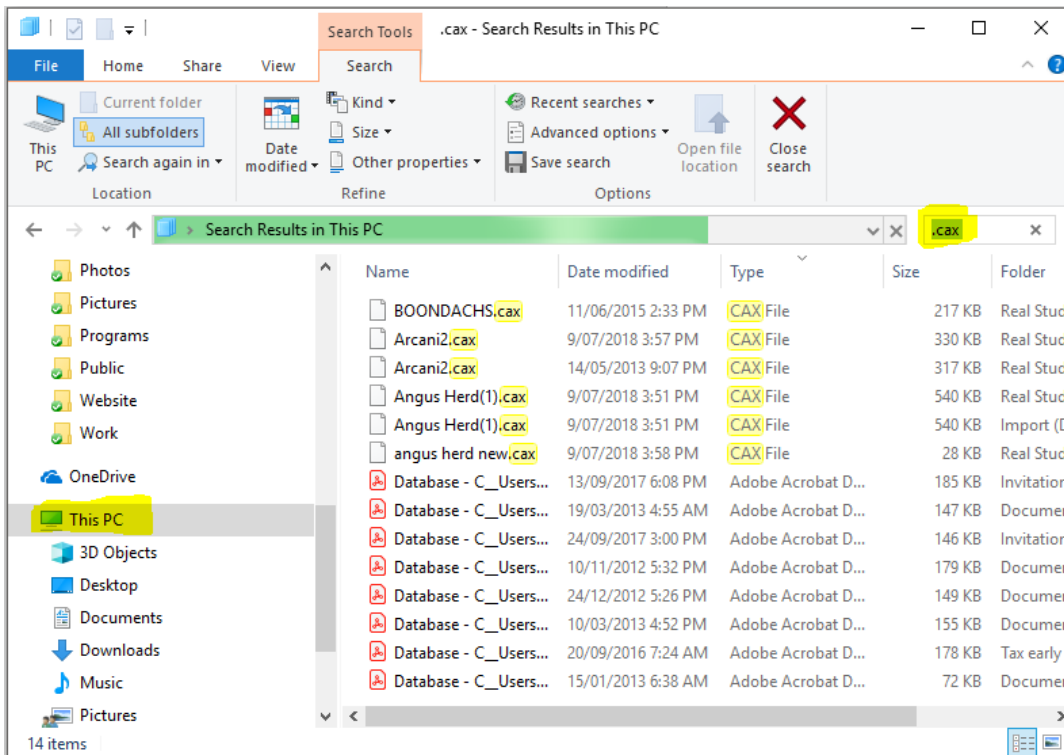 Search Tools .cax - Search Results in This PC
File Home Share View Search
This PC
Current folder
All subfolders
Search again in
Location
Date modified
Kind
Size
Other properties
Refine
Recent searches
Advanced options
Save search
Open file location
Options
Close search
Search Results in This PC .cax
Photos
Pictures
Programs
Public
Website
Work
OneDrive
This PC
3D Objects
Desktop
Documents
Downloads
Music
Pictures
Name Date modified Type Size Folder
BOONDACHS.cax 11/06/2015 2:33 PM CAX File 217 KB Real Stud
Arcani2.cax 9/07/2018 3:57 PM CAX File 330 KB Real Stud
Arcani2.cax 14/05/2013 9:07 PM CAX File 317 KB Real Stud
Angus Herd(1).cax 9/07/2018 3:51 PM CAX File 540 KB Real Stud
Angus Herd(1).cax 9/07/2018 3:51 PM CAX File 540 KB Import (D
angus herd new.cax 9/07/2018 3:58 PM CAX File 28 KB Real Stud
Database - C__Users... 13/09/2017 6:08 PM Adobe Acrobat D... 185 KB Invitation
Database - C__Users... 19/03/2013 4:55 AM Adobe Acrobat D... 147 KB Documen
Database - C__Users... 24/09/2017 3:00 PM Adobe Acrobat D... 146 KB Invitation
Database - C__Users... 10/11/2012 5:32 PM Adobe Acrobat D... 179 KB Documen
Database - C__Users... 24/12/2012 5:26 PM Adobe Acrobat D... 149 KB Documen
Database - C__Users... 10/03/2013 4:52 PM Adobe Acrobat D... 155 KB Documen
Database - C__Users... 20/09/2016 7:24 AM Adobe Acrobat D... 178 KB Tax early
Database - C__Users... 15/01/2013 6:38 AM Adobe Acrobat D... 72 KB Documen
14 items